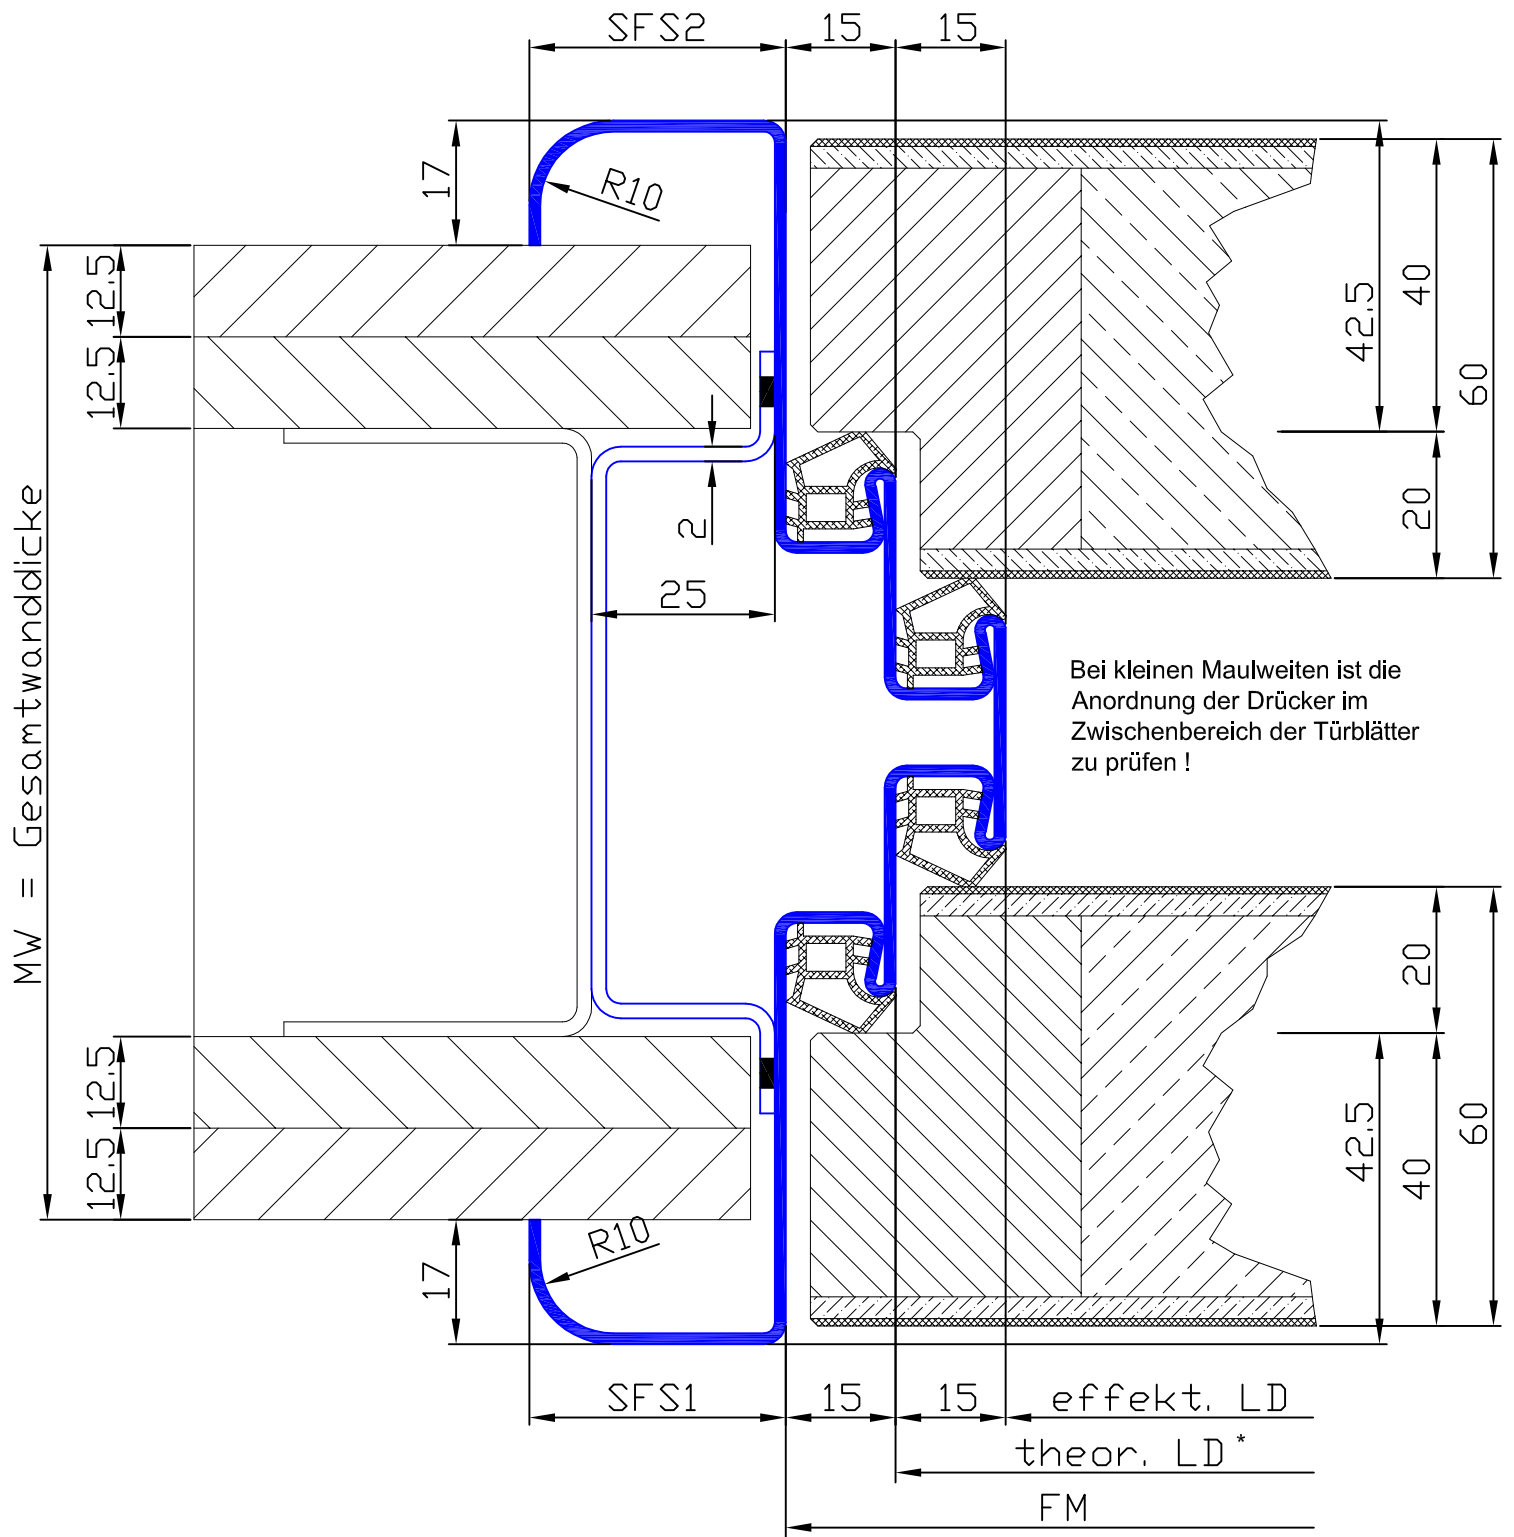 SFS2
15
15
17
R10
12.5
12.5
40
42.5
60
20
2
25
MW = Gesamtwanddicke
Bei kleinen Maulweiten ist die
Anordnung der Drücker im
Zwischenbereich der Türblätter
zu prüfen !
20
12.5
12.5
42.5
40
60
R10
17
SFS1
15
15
effekt. LD
theor. LD*
FM